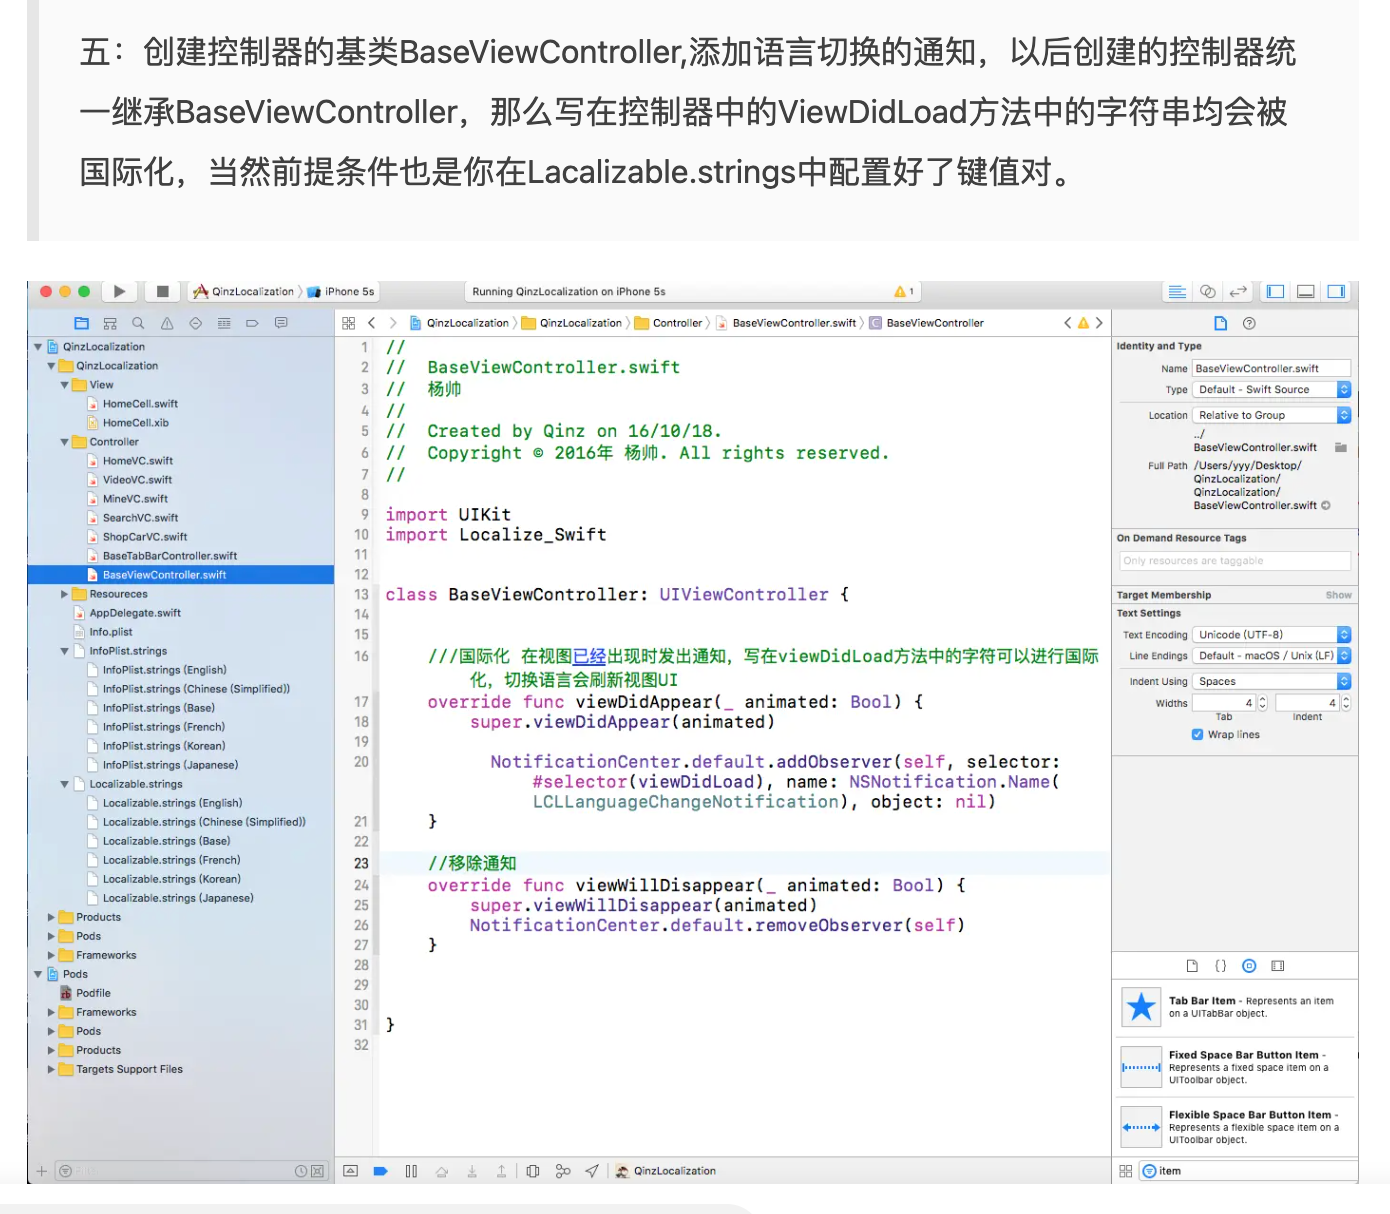 五：创建控制器的基类BaseViewController,添加语言切换的通知，以后创建的控制器统
一继承BaseViewController，那么写在控制器中的ViewDidLoad方法中的字符串均会被
国际化，当然前提条件也是你在Lacalizable.strings中配置好了键值对。
QinzLocalization
iPhone 5s
Running QinzLocalization on iPhone 5s
1
QinzLocalization
QinzLocalization
Controller
BaseViewController.swift
BaseViewController
QinzLocalization
QinzLocalization
View
HomeCell.swift
HomeCell.xib
Controller
HomeVC.swift
VideoVC.swift
MineVC.swift
SearchVC.swift
ShopCarVC.swift
BaseTabBarController.swift
BaseViewController.swift
Resoureces
AppDelegate.swift
Info.plist
InfoPlist.strings
InfoPlist.strings (English)
InfoPlist.strings (Chinese (Simplified))
InfoPlist.strings (Base)
InfoPlist.strings (French)
InfoPlist.strings (Korean)
InfoPlist.strings (Japanese)
Localizable.strings
Localizable.strings (English)
Localizable.strings (Chinese (Simplified))
Localizable.strings (Base)
Localizable.strings (French)
Localizable.strings (Korean)
Localizable.strings (Japanese)
Products
Pods
Frameworks
Pods
Podfile
Frameworks
Pods
Products
Targets Support Files
1 //
2 //  BaseViewController.swift
3 //  杨帅
4 //
5 //  Created by Qinz on 16/10/18.
6 //  Copyright © 2016年 杨帅. All rights reserved.
7 //
8
9 import UIKit
10 import Localize_Swift
11
12
13 class BaseViewController: UIViewController {
14
15
16 ///国际化 在视图已经出现时发出通知，写在viewDidLoad方法中的字符可以进行国际
化，切换语言会刷新视图UI
17 override func viewDidAppear(_ animated: Bool) {
18 super.viewDidAppear(animated)
19
20 NotificationCenter.default.addObserver(self, selector:
#selector(viewDidLoad), name: NSNotification.Name(
LCLLanguageChangeNotification), object: nil)
21 }
22
23 //移除通知
24 override func viewWillDisappear(_ animated: Bool) {
25 super.viewWillDisappear(animated)
26 NotificationCenter.default.removeObserver(self)
27 }
28
29
30
31 }
32
QinzLocalization
Identity and Type
Name BaseViewController.swift
Type Default - Swift Source
Location Relative to Group
../
BaseViewController.swift
Full Path /Users/yyy/Desktop/
QinzLocalization/
QinzLocalization/
BaseViewController.swift
On Demand Resource Tags
Only resources are taggable
Target Membership Show
Text Settings
Text Encoding Unicode (UTF-8)
Line Endings Default - macOS / Unix (LF)
Indent Using Spaces
Widths 4 4
Tab Indent
Wrap lines
Tab Bar Item - Represents an item
on a UITabBar object.
Fixed Space Bar Button Item -
Represents a fixed space item on a
UIToolbar object.
Flexible Space Bar Button Item -
Represents a flexible space item on a
UIToolbar object.
item